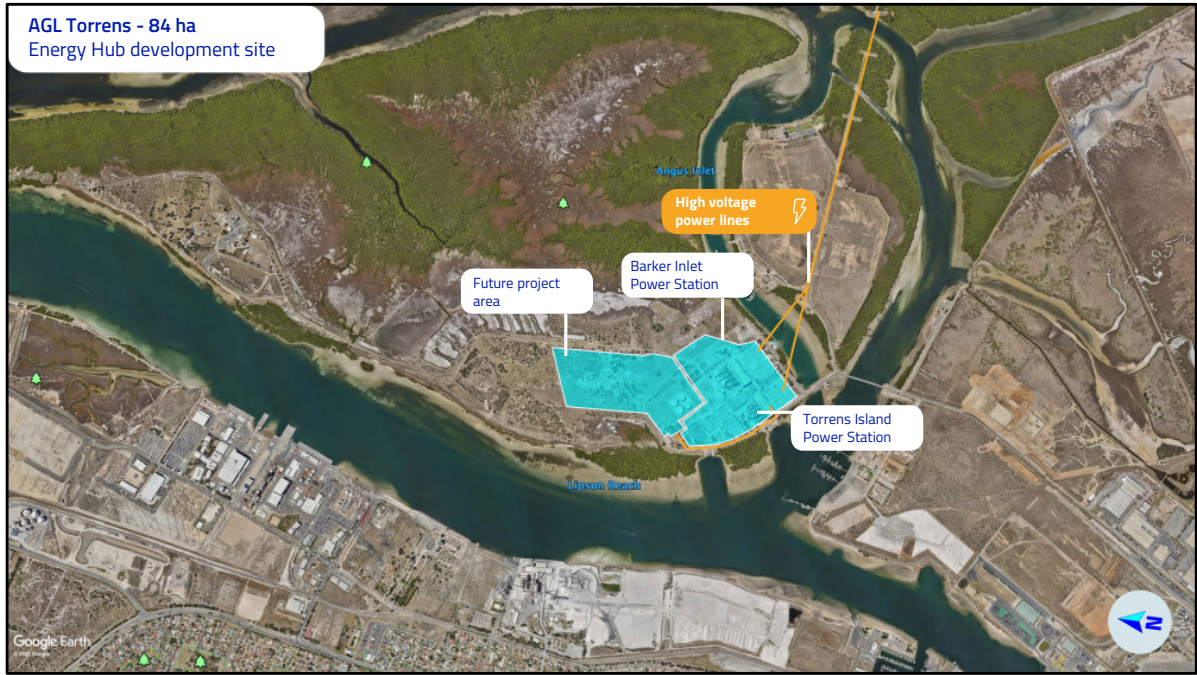 AGL Torrens - 84 ha
Energy Hub development site
Angus Inlet
High voltage
power lines
Barker Inlet
Power Station
Future project
area
Torrens Island
Power Station
Lipson Reach
N
Google Earth